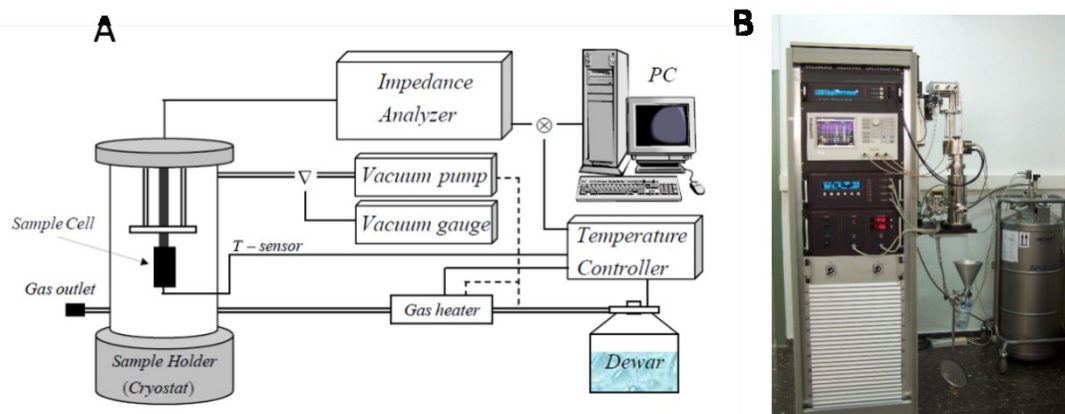 A
B
Impedance
Analyzer
PC
Vacuum pump
Vacuum gauge
Sample Cell
T – sensor
Temperature
Controller
Gas outlet
Gas heater
Sample Holder
(Cryostat)
Dewar